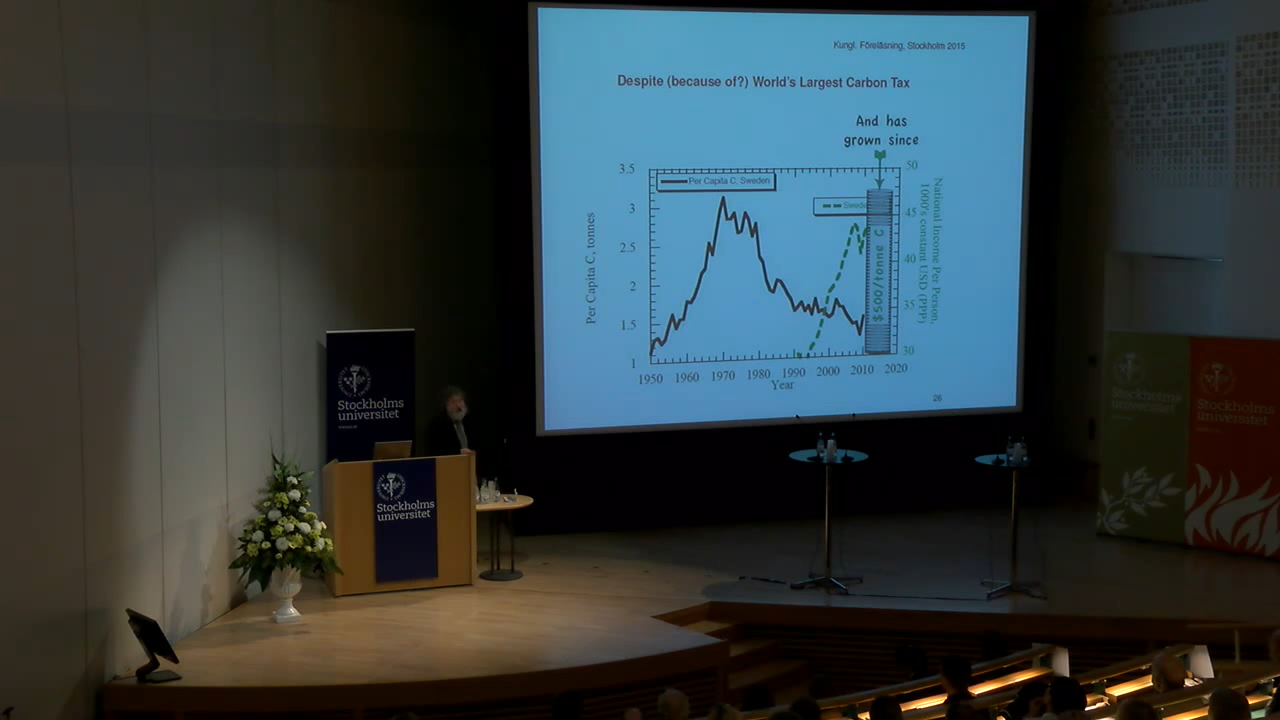 Kungl. Föreläsning, Stockholm 2015
Despite (because of?) World's Largest Carbon Tax
And has
grown since
3.5
3
2.5
2
1.5
1
Per Capita C, tonnes
Per Capita C, Sweden
$500/tonne C
50
45
40
35
30
National Income Per Person,
1000's constant USD (PPP)
1950 1960 1970 1980 1990 2000 2010 2020
Year
26
Stockholms
universitet
Stockholms
universitet
Stockholms
universitet
Stockholms
universitet